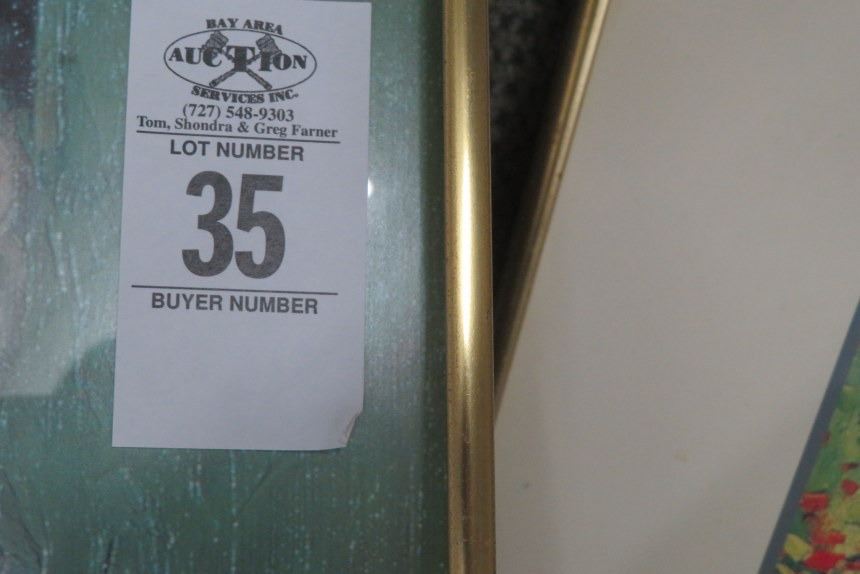 BAY AREA
AUCTION
SERVICES INC.
(727) 548-9303
Tom, Shondra & Greg Farner
LOT NUMBER
35
BUYER NUMBER